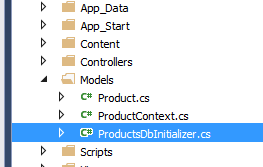 App_Data
App_Start
Content
Controllers
Models
C# Product.cs
C# ProductContext.cs
C# ProductsDbInitializer.cs
Scripts